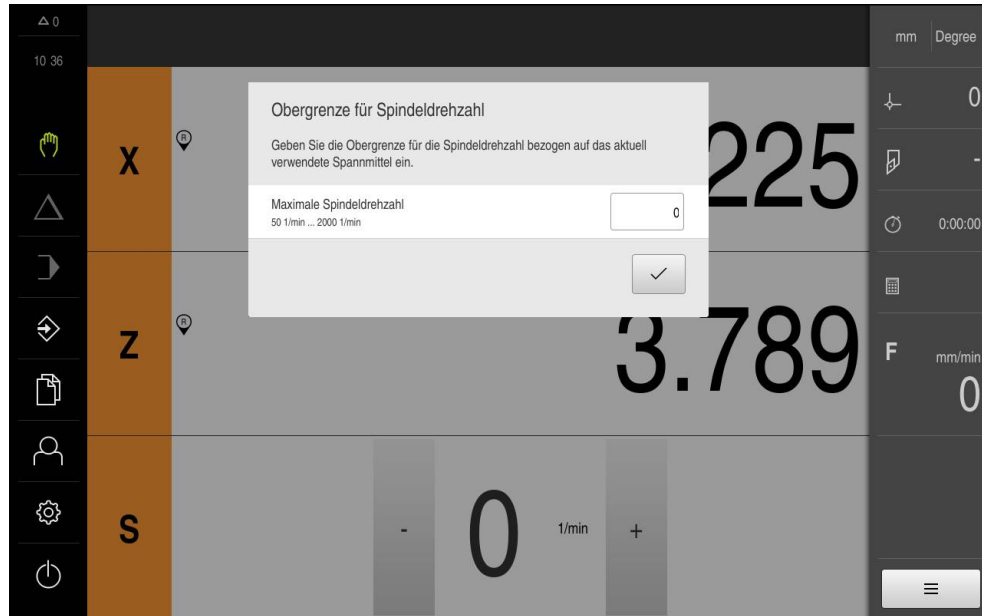 0
10 36
mm Degree
Obergrenze für Spindeldrehzahl
Geben Sie die Obergrenze für die Spindeldrehzahl bezogen auf das aktuell
verwendete Spannmittel ein.
Maximale Spindeldrehzahl
50 1/min ... 2000 1/min
0
X
R
225
Z
R
3.789
S
-
0
1/min
+
0
-
0:00:00
F
mm/min
0